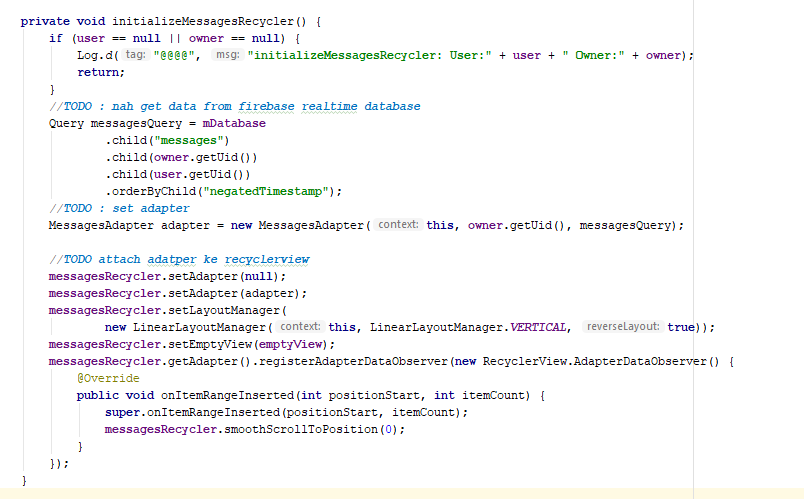 private void initializeMessagesRecycler() {
if (user == null || owner == null) {
Log.d( tag: "@@@@", msg: "initializeMessagesRecycler: User:" + user + " Owner:" + owner);
return;
}
//TODO : nah get data from firebase realtime database
Query messagesQuery = mDatabase
.child("messages")
.child(owner.getUid())
.child(user.getUid())
.orderByChild("negatedTimestamp");
//TODO : set adapter
MessagesAdapter adapter = new MessagesAdapter( context: this, owner.getUid(), messagesQuery);
//TODO attach adatper ke recyclerview
messagesRecycler.setAdapter(null);
messagesRecycler.setAdapter(adapter);
messagesRecycler.setLayoutManager(
new LinearLayoutManager( context: this, LinearLayoutManager.VERTICAL, reverseLayout: true));
messagesRecycler.setEmptyView(emptyView);
messagesRecycler.getAdapter().registerAdapterDataObserver(new RecyclerView.AdapterDataObserver() {
@Override
public void onItemRangeInserted(int positionStart, int itemCount) {
super.onItemRangeInserted(positionStart, itemCount);
messagesRecycler.smoothScrollToPosition(0);
}
});
}